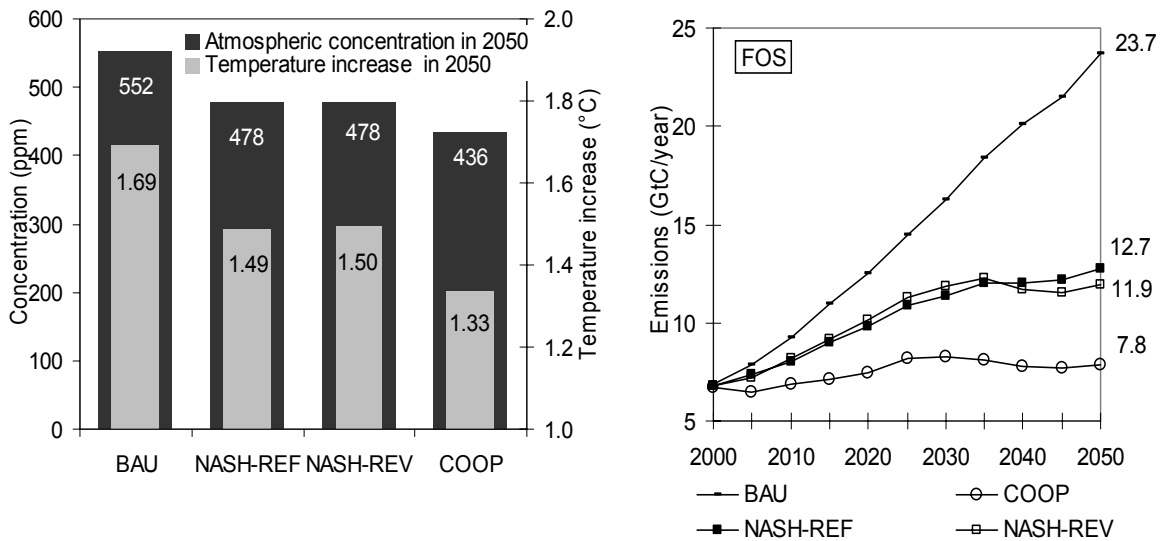 600
500
400
300
200
100
0
Concentration (ppm)
Atmospheric concentration in 2050
Temperature increase in 2050
552
478
478
436
1.69
1.49
1.50
1.33
BAU
NASH-REF
NASH-REV
COOP
2.0
1.8
1.6
1.4
1.2
1.0
Temperature increase (°C)
FOS
25
20
15
10
5
Emissions (GtC/year)
23.7
12.7
11.9
7.8
2000
2010
2020
2030
2040
2050
BAU
COOP
NASH-REF
NASH-REV